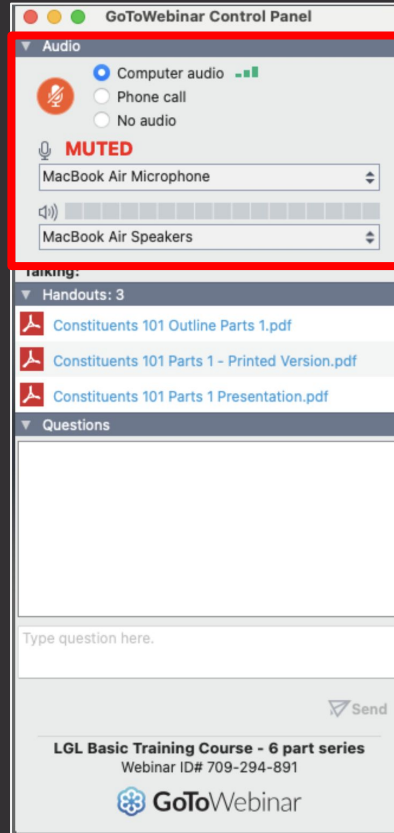 GoToWebinar Control Panel
Audio
Computer audio
Phone call
No audio
MUTED
MacBook Air Microphone
MacBook Air Speakers
Talking:
Handouts: 3
Constituents 101 Outline Parts 1.pdf
Constituents 101 Parts 1 - Printed Version.pdf
Constituents 101 Parts 1 Presentation.pdf
Questions
Type question here.
Send
LGL Basic Training Course - 6 part series
Webinar ID# 709-294-891
GoToWebinar